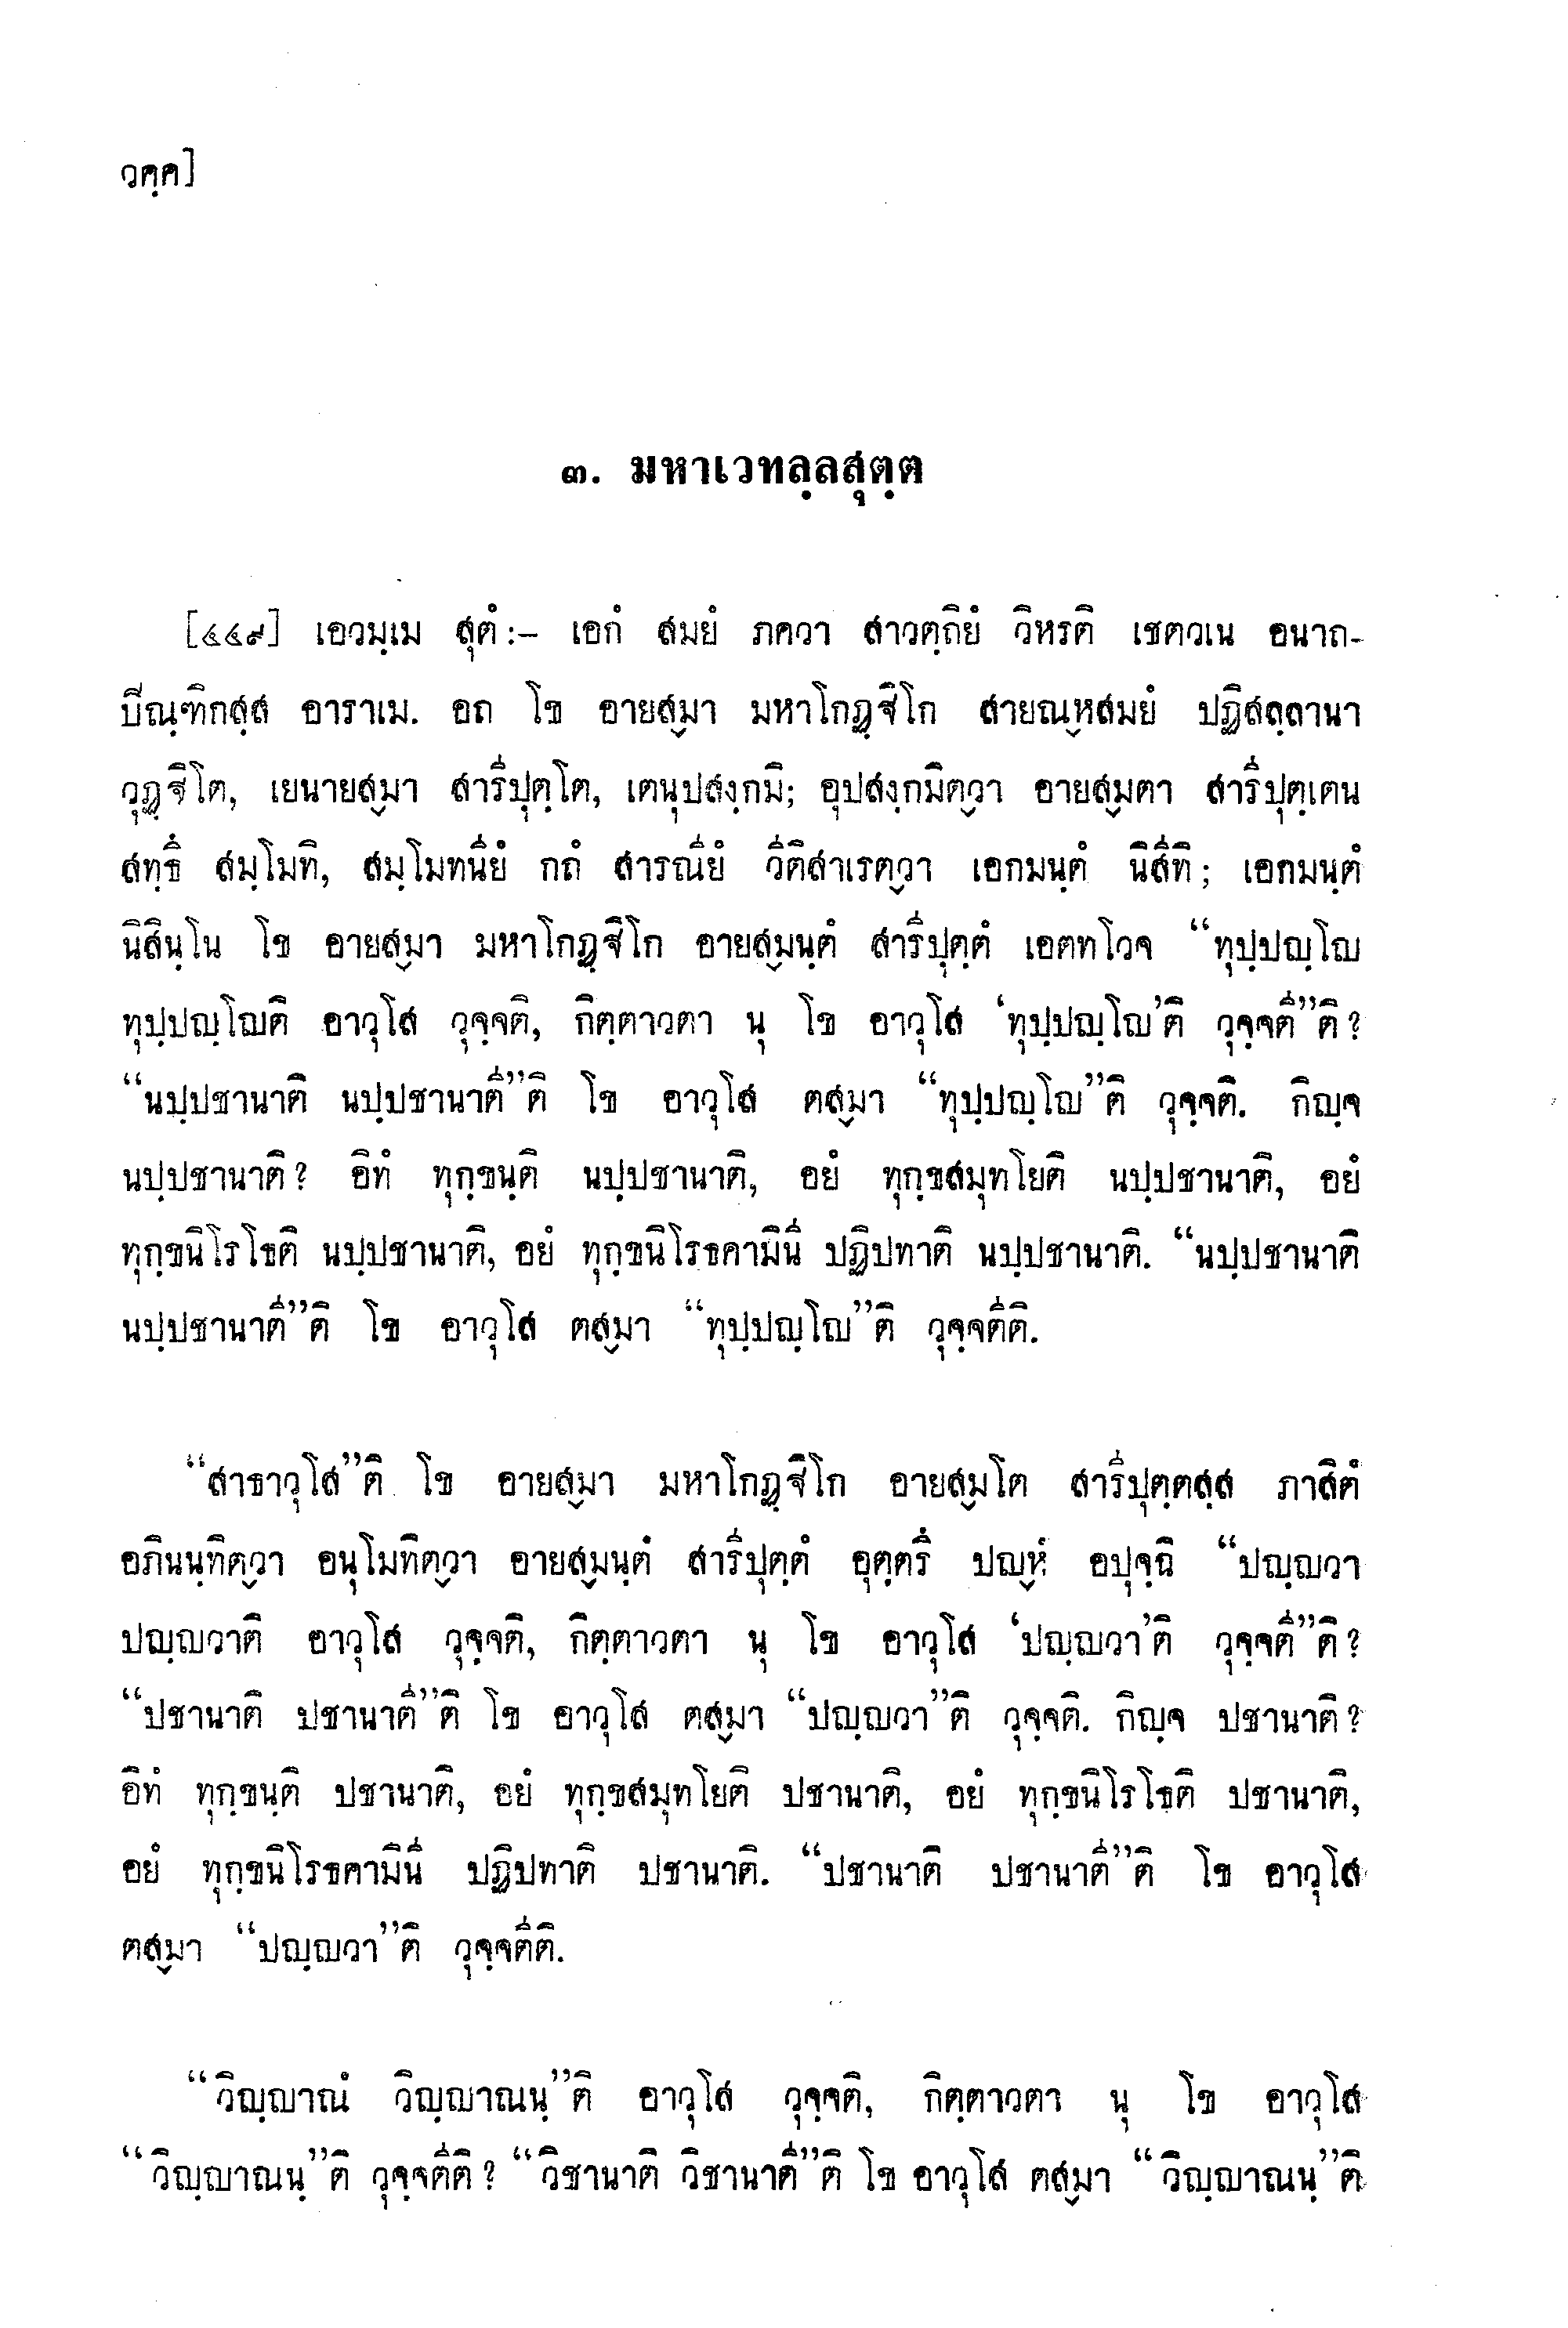 วคฺค]
๓. มหาเวทลฺลสุตฺต
[๔๔๙] เอวมฺเม สุตํ:– เอกํ สมยํ ภควา สาวตฺถิยํ วิหรติ เชตวเน อนาถ-
ปิณฺฑิกสฺส อาราเม. อถ โข อายสฺมา มหาโกฏฺฐิโก สายณฺหสมยํ ปฏิสลฺลานา
วุฏฺฐิโต, เยนายสฺมา สาริปุตฺโต, เตนุปสงฺกมิ; อุปสงฺกมิตฺวา อายสฺมตา สาริปุตฺเตน
สทฺธึ สมฺโมทิ, สมฺโมทนียํ กถํ สารณียํ วีติสาเรตฺวา เอกมนฺตํ นิสีทิ; เอกมนฺตํ
นิสินฺโน โข อายสฺมา มหาโกฏฺฐิโก อายสฺมนฺตํ สาริปุตฺตํ เอตทโวจ “ทุปฺปญฺโญ
ทุปฺปญฺโญติ อาวุโส วุจฺจติ, กิตฺตาวตา นุ โข อาวุโส ‘ทุปฺปญฺโญ’ติ วุจฺจตี”ติ?
“นปฺปชานาติ นปฺปชานาตี”ติ โข อาวุโส ตสฺมา “ทุปฺปญฺโญ”ติ วุจฺจติ. กิญฺจ
นปฺปชานาติ? อิทํ ทุกฺขนฺติ นปฺปชานาติ, อยํ ทุกฺขสมุทโยติ นปฺปชานาติ, อยํ
ทุกฺขนิโรโธติ นปฺปชานาติ, อยํ ทุกฺขนิโรธคามินี ปฏิปทาติ นปฺปชานาติ. “นปฺปชานาติ
นปฺปชานาตี”ติ โข อาวุโส ตสฺมา “ทุปฺปญฺโญ”ติ วุจฺจตีติ.
“สาธาวุโส”ติ โข อายสฺมา มหาโกฏฺฐิโก อายสฺมโต สาริปุตฺตสฺส ภาสิตํ
อภินนฺทิตฺวา อนุโมทิตฺวา อายสฺมนฺตํ สาริปุตฺตํ อุตฺตรึ ปญฺหํ อปุจฺฉิ “ปญฺญวา
ปญฺญวาติ อาวุโส วุจฺจติ, กิตฺตาวตา นุ โข อาวุโส ‘ปญฺญวา’ติ วุจฺจตี”ติ?
“ปชานาติ ปชานาตี”ติ โข อาวุโส ตสฺมา “ปญฺญวา”ติ วุจฺจติ. กิญฺจ ปชานาติ?
อิทํ ทุกฺขนฺติ ปชานาติ, อยํ ทุกฺขสมุทโยติ ปชานาติ, อยํ ทุกฺขนิโรโธติ ปชานาติ,
อยํ ทุกฺขนิโรธคามินี ปฏิปทาติ ปชานาติ. “ปชานาติ ปชานาตี”ติ โข อาวุโส
ตสฺมา “ปญฺญวา”ติ วุจฺจตีติ.
“วิญฺญาณํ วิญฺญาณนฺ”ติ อาวุโส วุจฺจติ, กิตฺตาวตา นุ โข อาวุโส
“วิญฺญาณนฺ”ติ วุจฺจตีติ? “วิชานาติ วิชานาตี”ติ โข อาวุโส ตสฺมา “วิญฺญาณนฺ”ติ